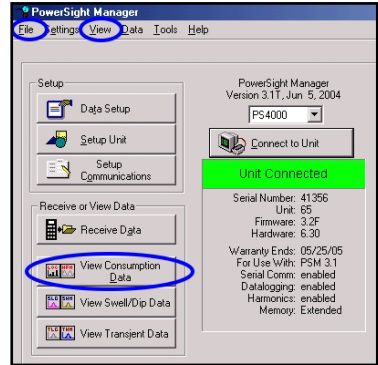 PowerSight Manager
File Settings View Data Tools Help
Setup
Data Setup
Setup Unit
Setup
Communications
Receive or View Data
Receive Data
View Consumption
Data
View Swell/Dip Data
View Transient Data
PowerSight Manager
Version 3.1T, Jun 5, 2004
PS4000
Connect to Unit
Unit Connected
Serial Number: 41356
Unit: 65
Firmware: 3.2F
Hardware: 6.30
Warranty Ends: 05/25/05
For Use With: PSM 3.1
Serial Comm: enabled
Datalogging: enabled
Harmonics: enabled
Memory: Extended